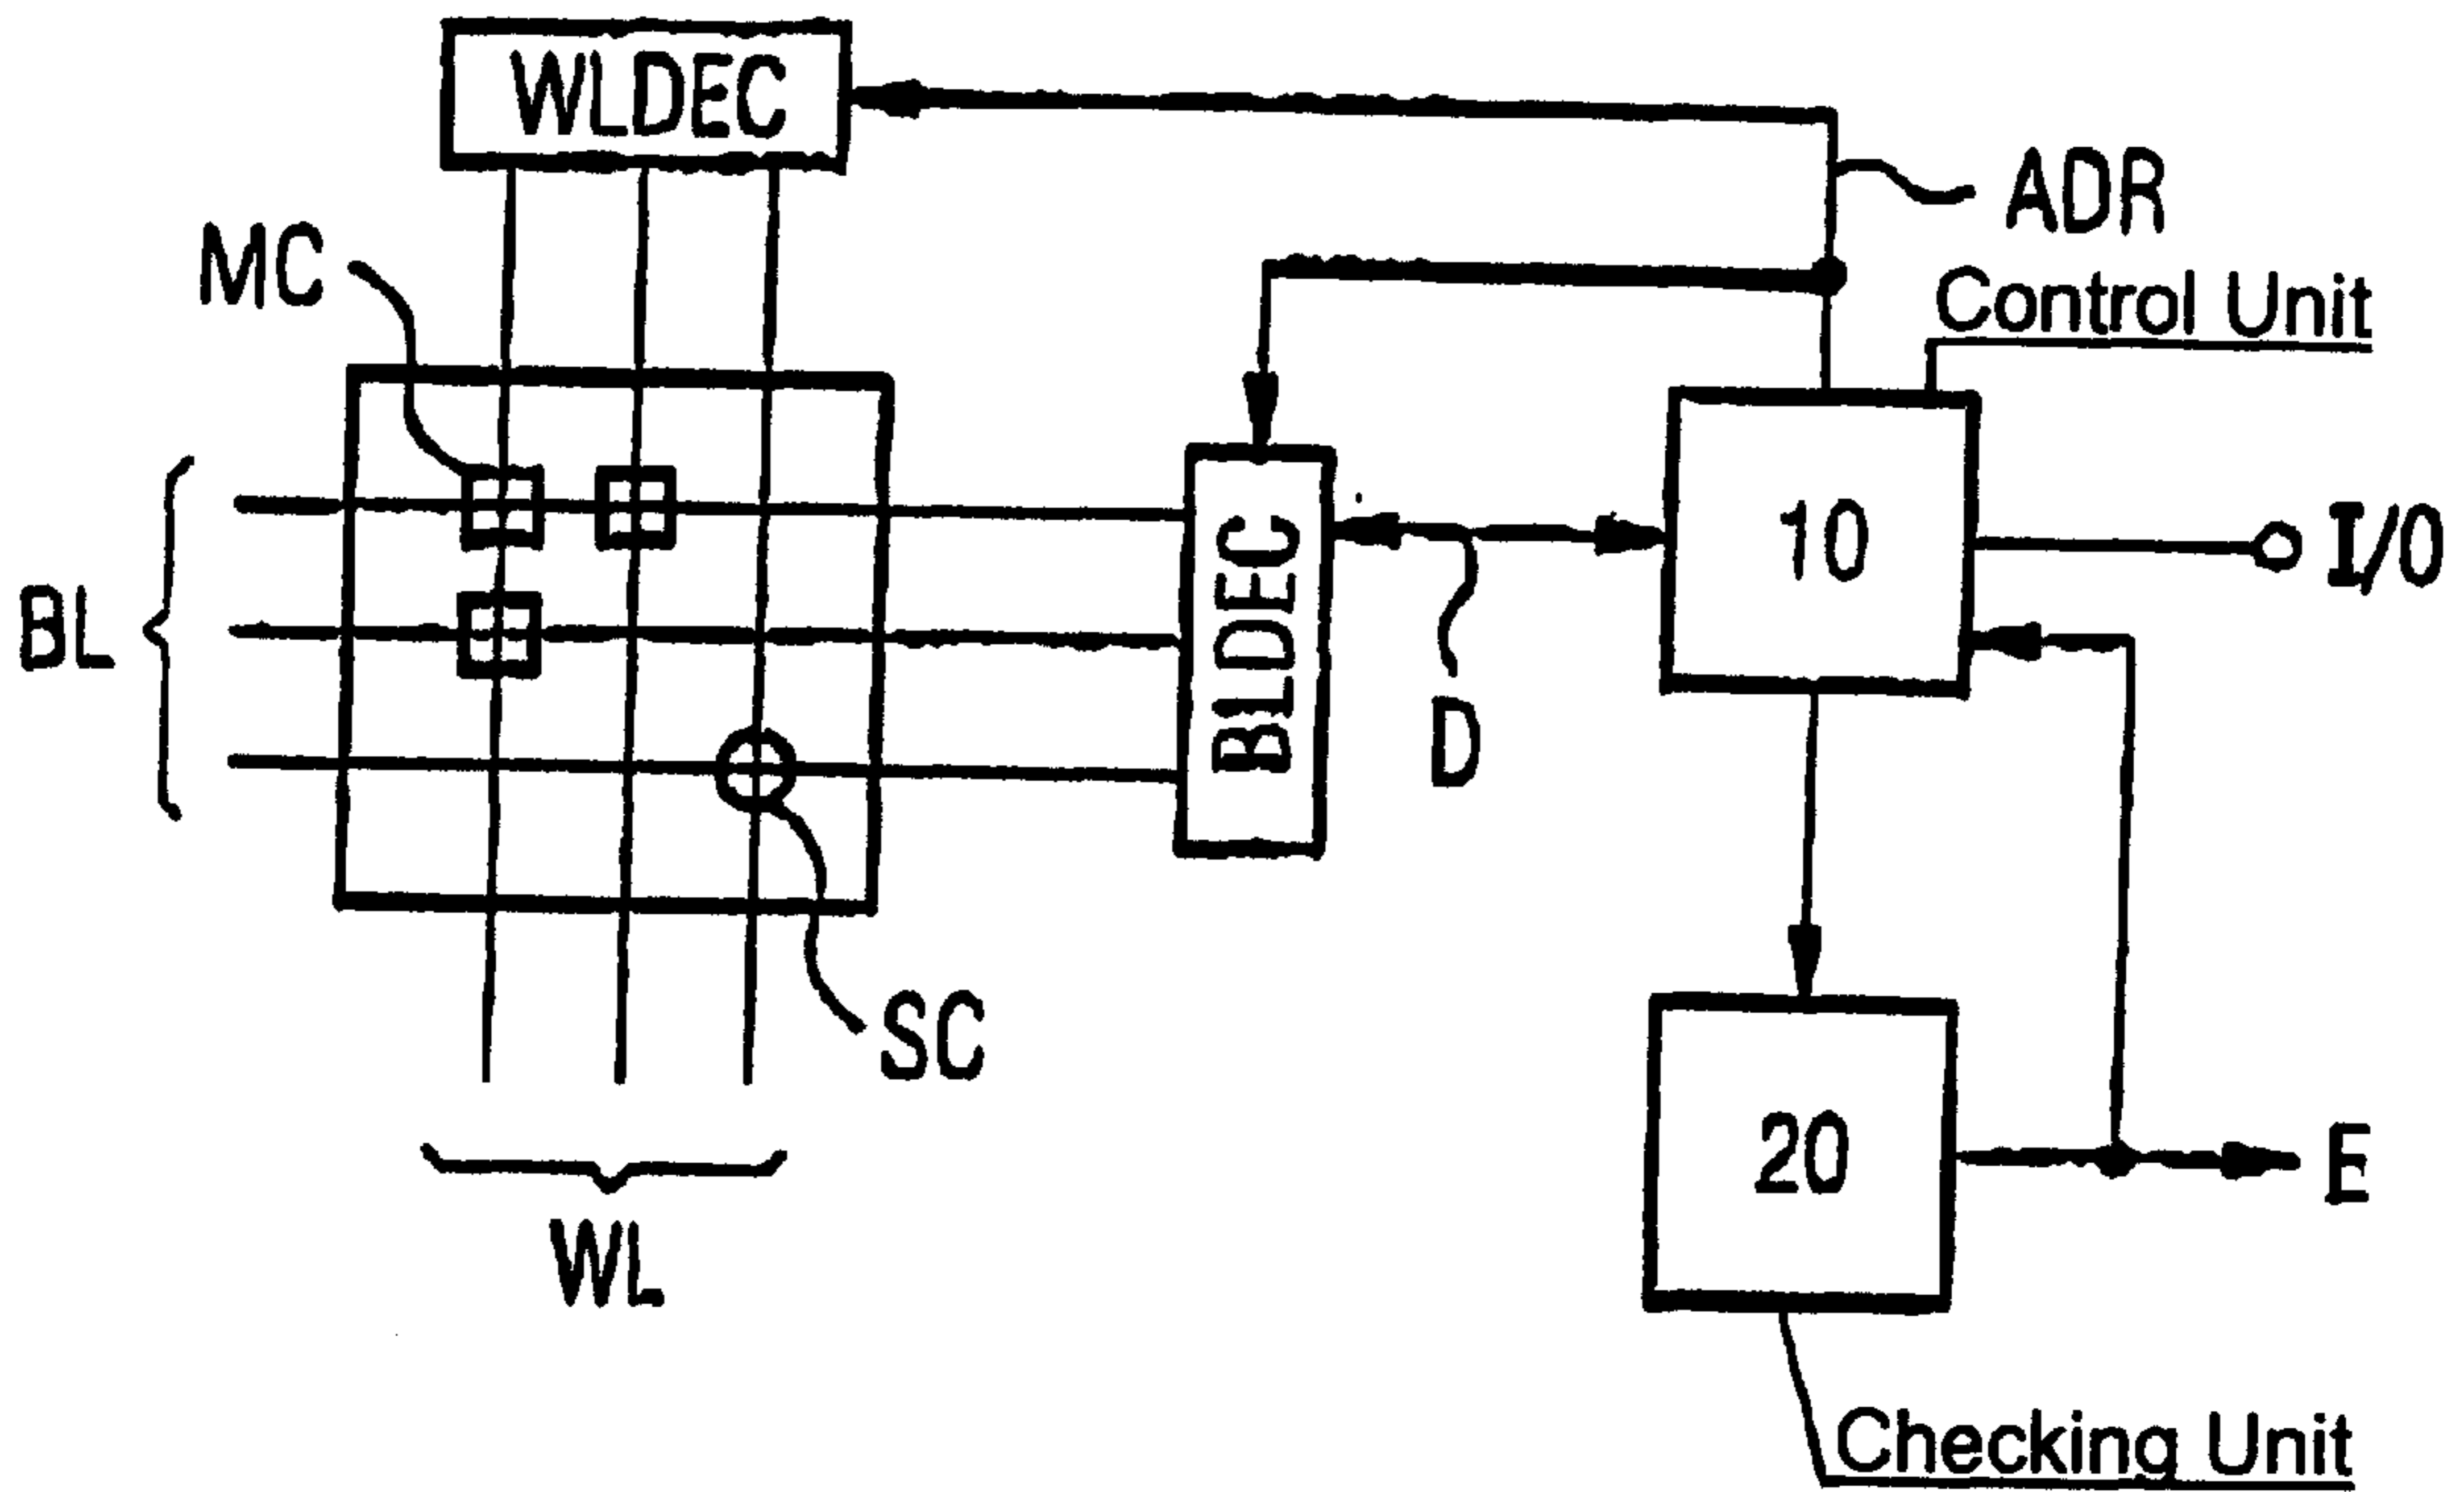 WLDEC
ADR
MC
Control Unit
10
I/O
BL
BLDEC
D
SC
20
E
WL
Checking Unit